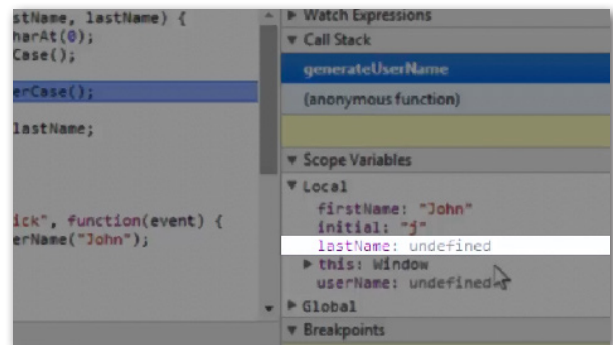 stName, lastName) {
harAt(0);
Case();
erCase();
lastName;
ick", function(event) {
erName("John");
Watch Expressions
Call Stack
generateUserName
(anonymous function)
Scope Variables
Local
firstName: "John"
initial: "j"
lastName: undefined
this: Window
userName: undefined
Global
Breakpoints